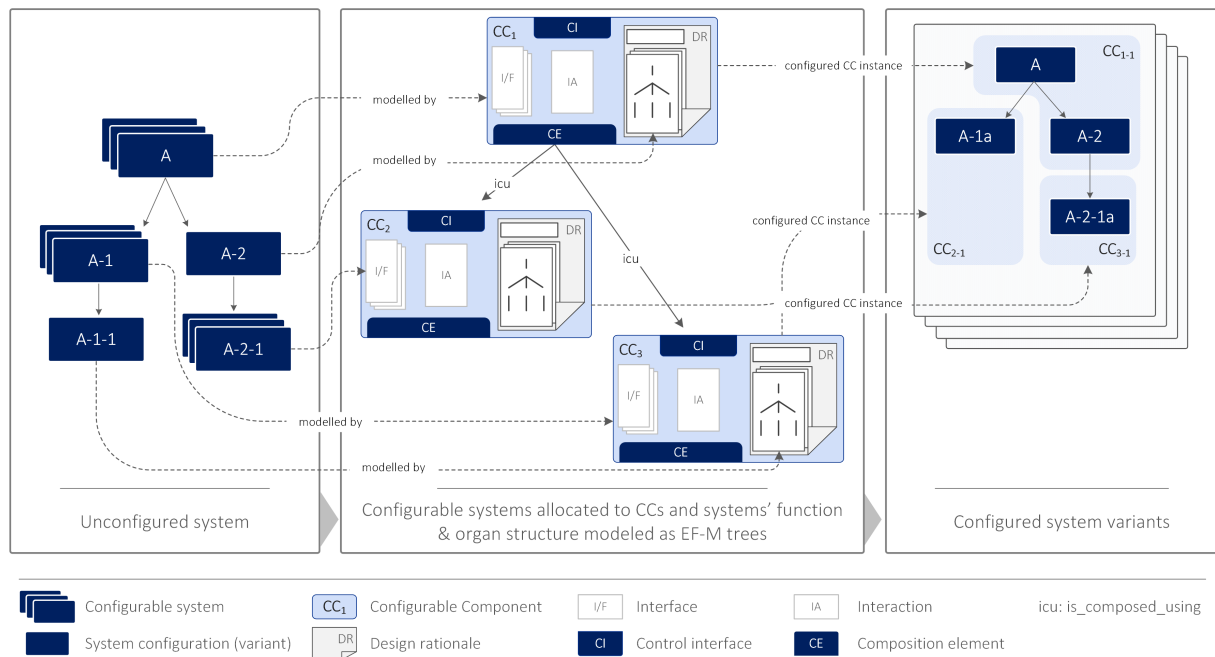 A
A-1
A-2
A-1-1
A-2-1
Unconfigured system
modelled by
modelled by
modelled by
modelled by
CC1
CI
DR
I/F
IA
CE
icu
icu
CC2
CI
DR
I/F
IA
CE
CC3
CI
DR
I/F
IA
CE
Configurable systems allocated to CCs and systems' function
& organ structure modeled as EF-M trees
configured CC instance
configured CC instance
configured CC instance
A
CC1-1
A-1a
A-2
A-2-1a
CC2-1
CC3-1
Configured system variants
Configurable system
CC1
Configurable Component
I/F
Interface
IA
Interaction
icu: is_composed_using
System configuration (variant)
DR
Design rationale
CI
Control interface
CE
Composition element